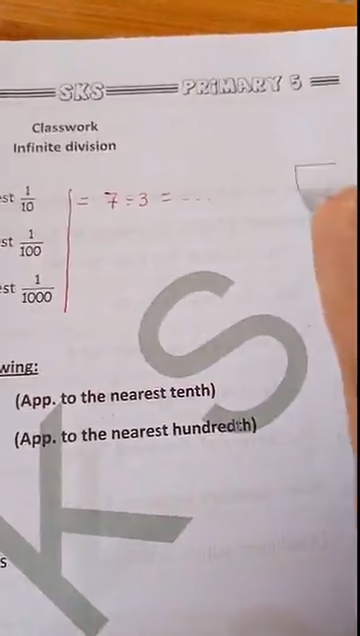 SKS PRIMARY 5
Classwork
Infinite division
est 1/10 = 7 ÷ 3 = ...
st 1/100
est 1/1000
wing:
(App. to the nearest tenth)
(App. to the nearest hundredth)
K S
s